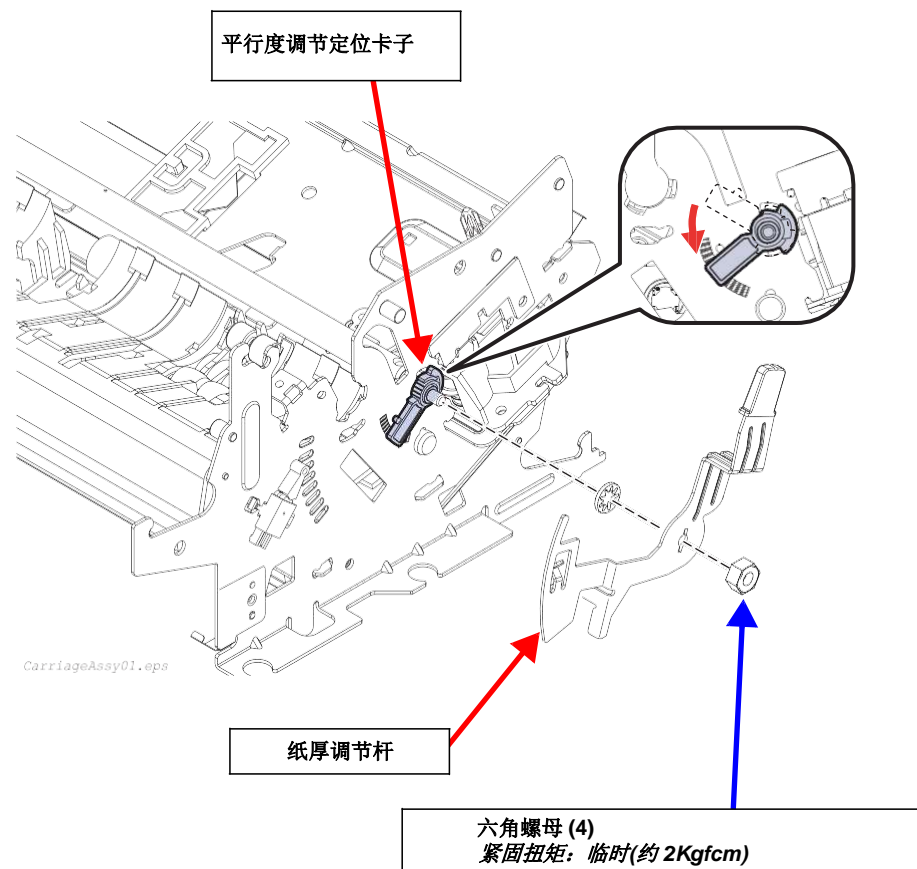 平行度调节定位卡子
CarriageAssy01.eps
纸厚调节杆
六角螺母 (4)
紧固扭矩：临时(约 2Kgfcm)